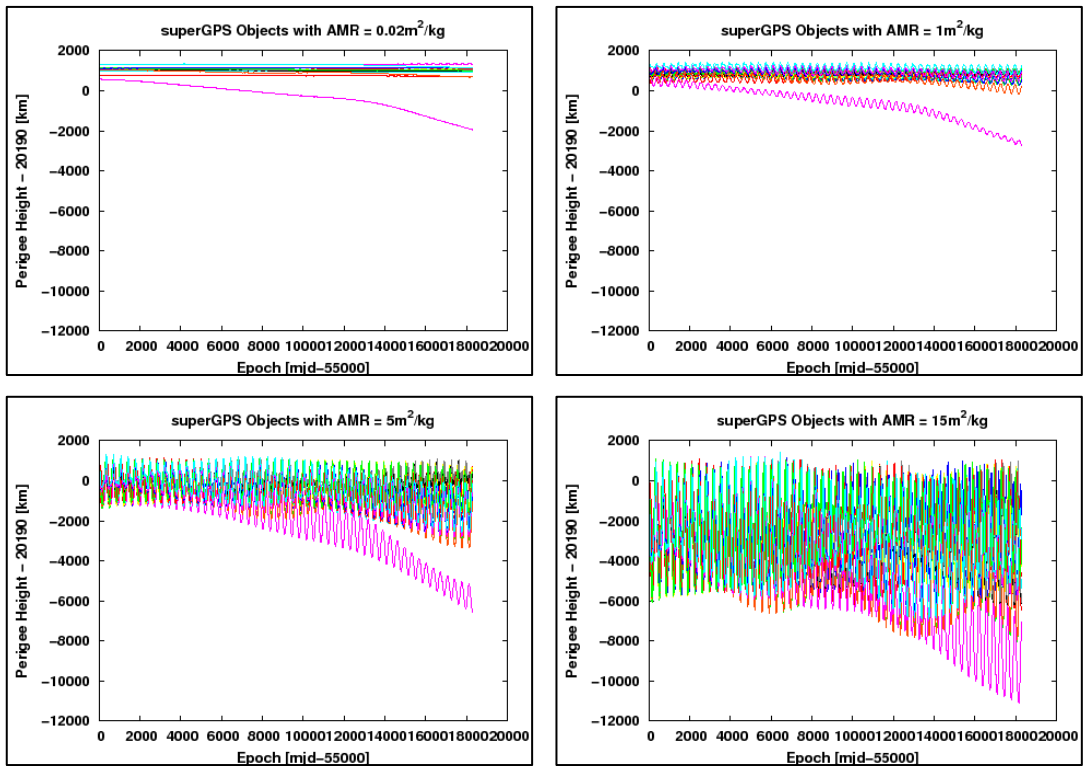 superGPS Objects with AMR = 0.02m²/kg
2000
0
−2000
−4000
−6000
−8000
−10000
−12000
Perigee Height − 20190 [km]
0 2000 4000 6000 8000 10000 12000 14000 16000 18000 20000
Epoch [mjd−55000]
superGPS Objects with AMR = 1m²/kg
2000
0
−2000
−4000
−6000
−8000
−10000
−12000
Perigee Height − 20190 [km]
0 2000 4000 6000 8000 10000 12000 14000 16000 18000 20000
Epoch [mjd−55000]
superGPS Objects with AMR = 5m²/kg
2000
0
−2000
−4000
−6000
−8000
−10000
−12000
Perigee Height − 20190 [km]
0 2000 4000 6000 8000 10000 12000 14000 16000 18000 20000
Epoch [mjd−55000]
superGPS Objects with AMR = 15m²/kg
2000
0
−2000
−4000
−6000
−8000
−10000
−12000
Perigee Height − 20190 [km]
0 2000 4000 6000 8000 10000 12000 14000 16000 18000 20000
Epoch [mjd−55000]